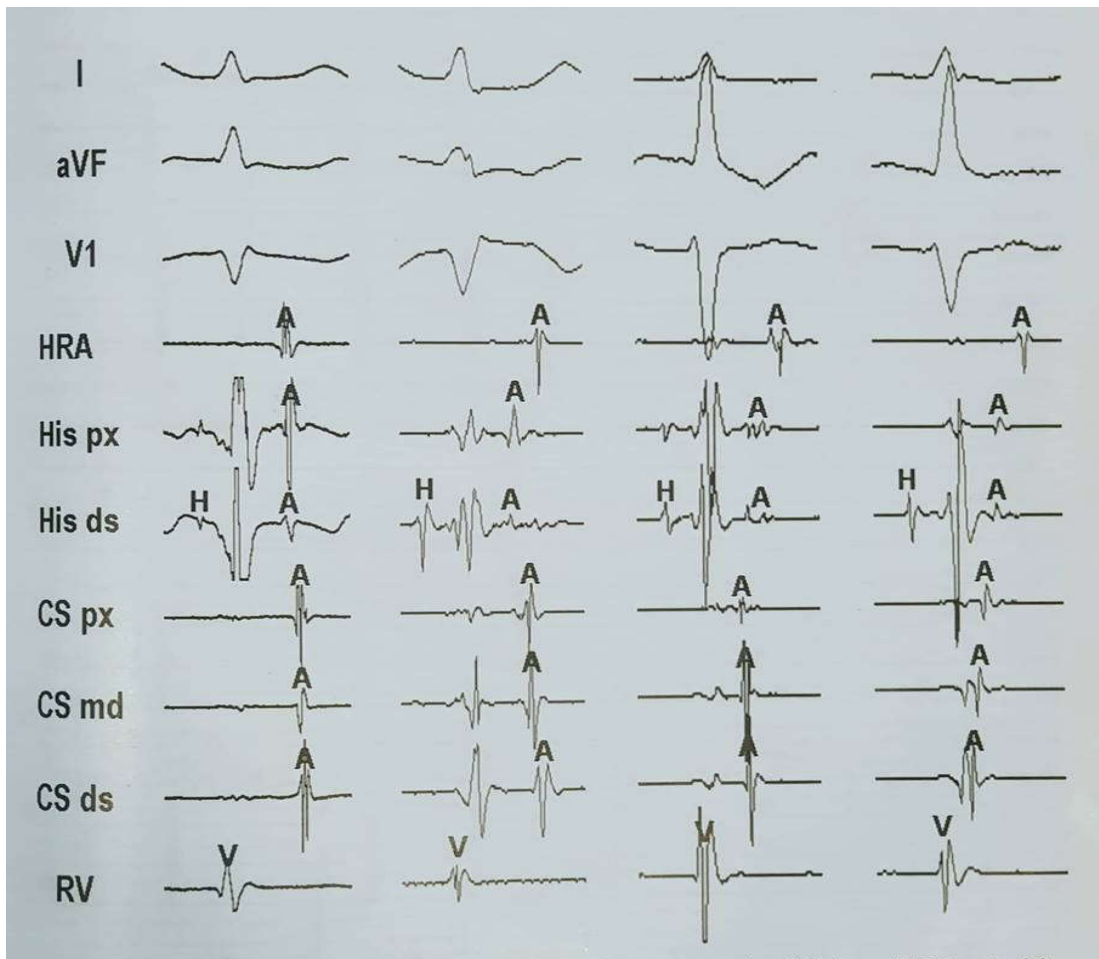 I
aVF
V1
HRA A A A A
His px A A A A
His ds H A H A H A H A
CS px A A A A
CS md A A A A
CS ds A A A A
RV V V V V